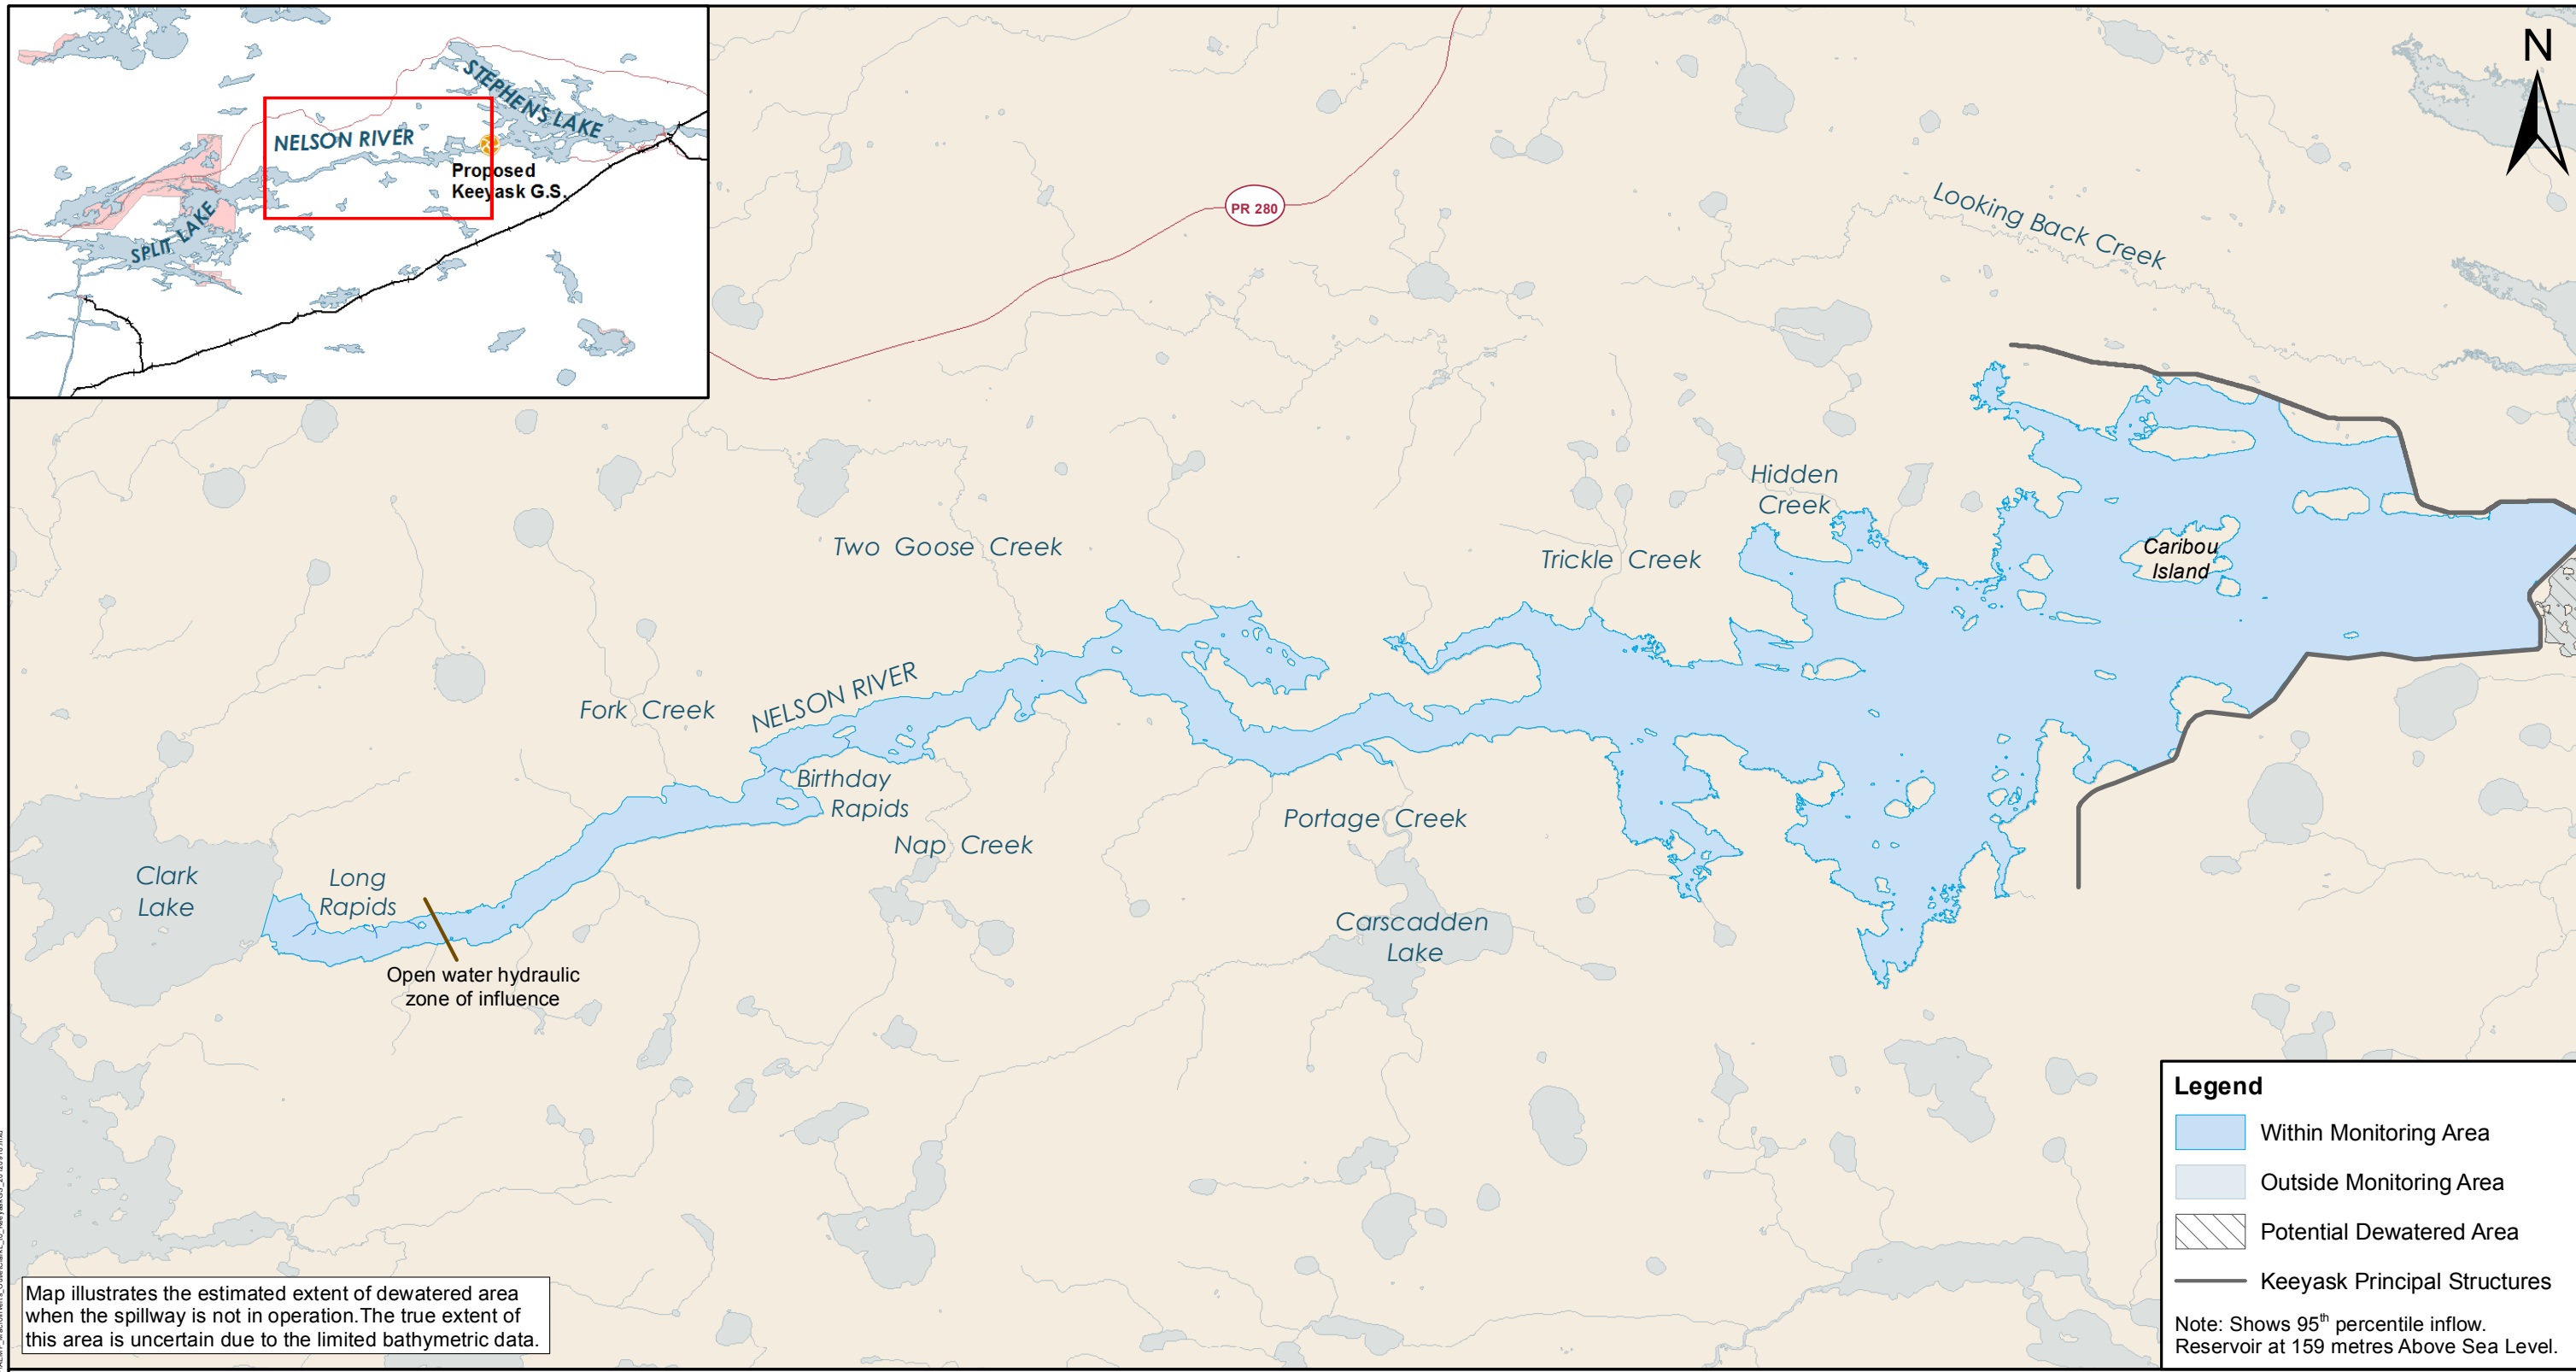 STEPHENS LAKE
NELSON RIVER
Proposed
Keeyask G.S.
SPLIT LAKE
N
PR 280
Looking Back Creek
Hidden
Creek
Two Goose Creek
Trickle Creek
Caribou
Island
NELSON RIVER
Fork Creek
Birthday
Rapids
Portage Creek
Nap Creek
Clark
Lake
Long
Rapids
Carscadden
Lake
Open water hydraulic
zone of influence
Legend
Within Monitoring Area
Outside Monitoring Area
Potential Dewatered Area
Keeyask Principal Structures
Note: Shows 95th percentile inflow.
Reservoir at 159 metres Above Sea Level.
Map illustrates the estimated extent of dewatered area
when the spillway is not in operation.The true extent of
this area is uncertain due to the limited bathymetric data.